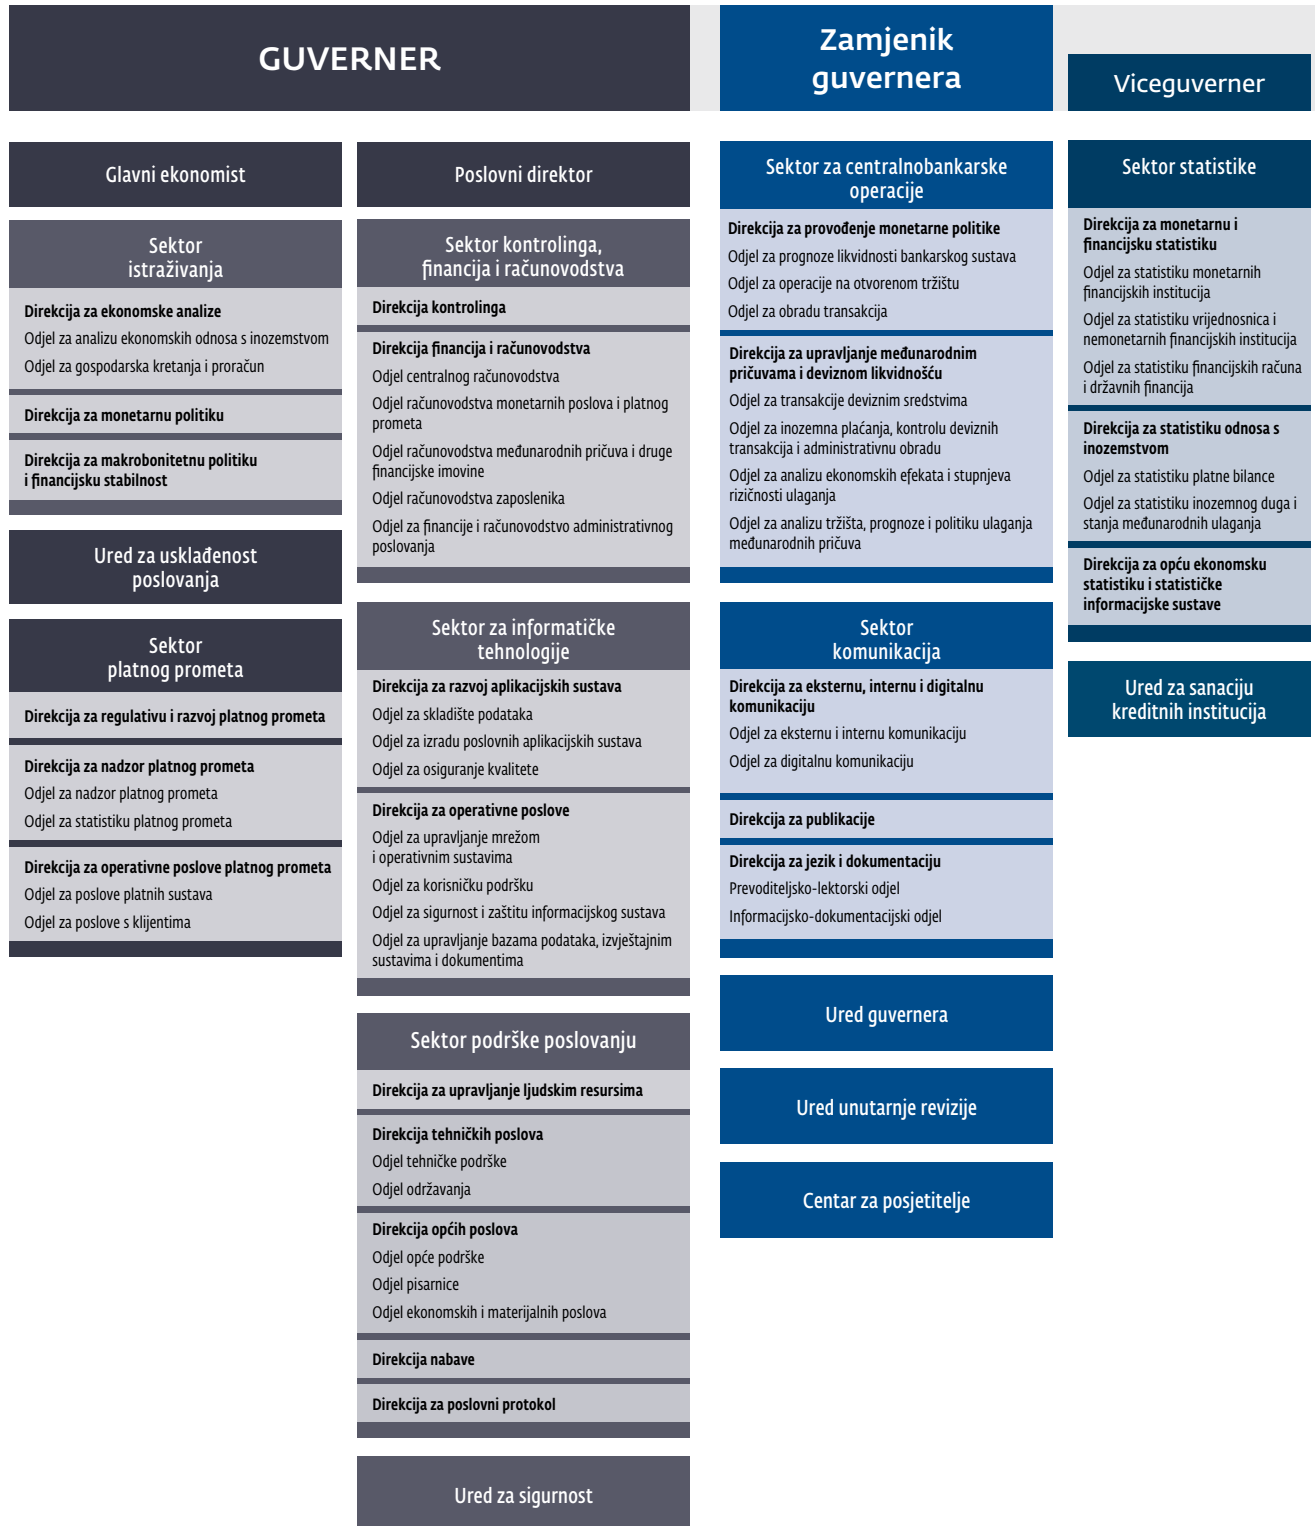 GUVERNER
Glavni ekonomist
Sektor
istraživanja
Direkcija za ekonomske analize
Odjel za analizu ekonomskih odnosa s inozemstvom
Odjel za gospodarska kretanja i proračun
Direkcija za monetarnu politiku
Direkcija za makrobonitetnu politiku
i financijsku stabilnost
Ured za usklađenost
poslovanja
Sektor
platnog prometa
Direkcija za regulativu i razvoj platnog prometa
Direkcija za nadzor platnog prometa
Odjel za nadzor platnog prometa
Odjel za statistiku platnog prometa
Direkcija za operativne poslove platnog prometa
Odjel za poslove platnih sustava
Odjel za poslove s klijentima
Poslovni direktor
Sektor kontrolinga,
financija i računovodstva
Direkcija kontrolinga
Direkcija financija i računovodstva
Odjel centralnog računovodstva
Odjel računovodstva monetarnih poslova i platnog
prometa
Odjel računovodstva međunarodnih pričuva i druge
financijske imovine
Odjel računovodstva zaposlenika
Odjel za financije i računovodstvo administrativnog
poslovanja
Sektor za informatičke
tehnologije
Direkcija za razvoj aplikacijskih sustava
Odjel za skladište podataka
Odjel za izradu poslovnih aplikacijskih sustava
Odjel za osiguranje kvalitete
Direkcija za operativne poslove
Odjel za upravljanje mrežom
i operativnim sustavima
Odjel za korisničku podršku
Odjel za sigurnost i zaštitu informacijskog sustava
Odjel za upravljanje bazama podataka, izvještajnim
sustavima i dokumentima
Sektor podrške poslovanju
Direkcija za upravljanje ljudskim resursima
Direkcija tehničkih poslova
Odjel tehničke podrške
Odjel održavanja
Direkcija općih poslova
Odjel opće podrške
Odjel pisarnice
Odjel ekonomskih i materijalnih poslova
Direkcija nabave
Direkcija za poslovni protokol
Ured za sigurnost
Zamjenik
guvernera
Sektor za centralnobankarske
operacije
Direkcija za provođenje monetarne politike
Odjel za prognoze likvidnosti bankarskog sustava
Odjel za operacije na otvorenom tržištu
Odjel za obradu transakcija
Direkcija za upravljanje međunarodnim
pričuvama i deviznom likvidnošću
Odjel za transakcije deviznim sredstvima
Odjel za inozemna plaćanja, kontrolu deviznih
transakcija i administrativnu obradu
Odjel za analizu ekonomskih efekata i stupnjeva
rizičnosti ulaganja
Odjel za analizu tržišta, prognoze i politiku ulaganja
međunarodnih pričuva
Sektor
komunikacija
Direkcija za eksternu, internu i digitalnu
komunikaciju
Odjel za eksternu i internu komunikaciju
Odjel za digitalnu komunikaciju
Direkcija za publikacije
Direkcija za jezik i dokumentaciju
Prevoditeljsko-lektorski odjel
Informacijsko-dokumentacijski odjel
Ured guvernera
Ured unutarnje revizije
Centar za posjetitelje
Viceguverner
Sektor statistike
Direkcija za monetarnu i
financijsku statistiku
Odjel za statistiku monetarnih
financijskih institucija
Odjel za statistiku vrijednosnica i
nemonetarnih financijskih institucija
Odjel za statistiku financijskih računa
i državnih financija
Direkcija za statistiku odnosa s
inozemstvom
Odjel za statistiku platne bilance
Odjel za statistiku inozemnog duga i
stanja međunarodnih ulaganja
Direkcija za opću ekonomsku
statistiku i statističke
informacijske sustave
Ured za sanaciju
kreditnih institucija